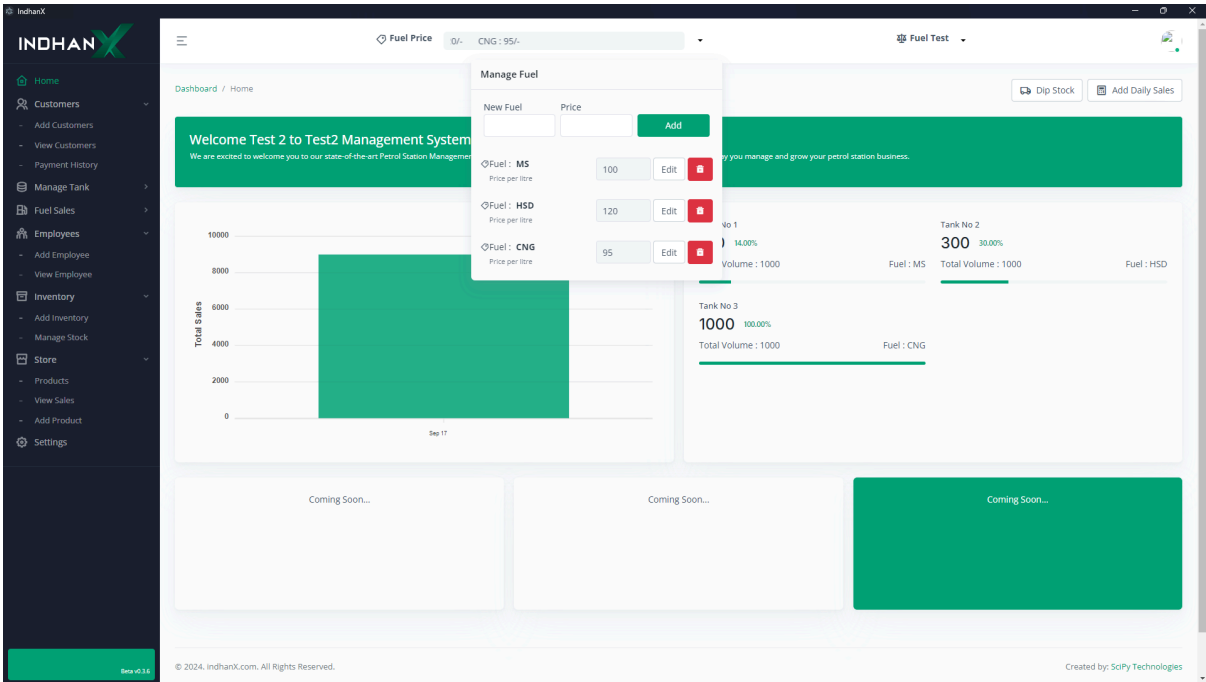 IndhanX
INDHANX
Home
Customers
- Add Customers
- View Customers
- Payment History
Manage Tank
Fuel Sales
Employees
- Add Employee
- View Employee
Inventory
- Add Inventory
- Manage Stock
Store
- Products
- View Sales
- Add Product
Settings
Beta v0.3.6
Fuel Price
0/- CNG : 95/-
Fuel Test
Dashboard / Home
Dip Stock
Add Daily Sales
Manage Fuel
New Fuel Price
Add
Fuel : MS
Price per litre
100 Edit
Fuel : HSD
Price per litre
120 Edit
Fuel : CNG
Price per litre
95 Edit
Welcome Test 2 to Test2 Management System
We are excited to welcome you to our state-of-the-art Petrol Station Managemen
you manage and grow your petrol station business.
Total Sales
10000
8000
6000
4000
2000
0
Sep 17
No 1
14.00%
Volume : 1000 Fuel : MS
Tank No 2
300 30.00%
Total Volume : 1000 Fuel : HSD
Tank No 3
1000 100.00%
Total Volume : 1000 Fuel : CNG
Coming Soon...
Coming Soon...
Coming Soon...
© 2024. indhanX.com. All Rights Reserved.
Created by: SciPy Technologies